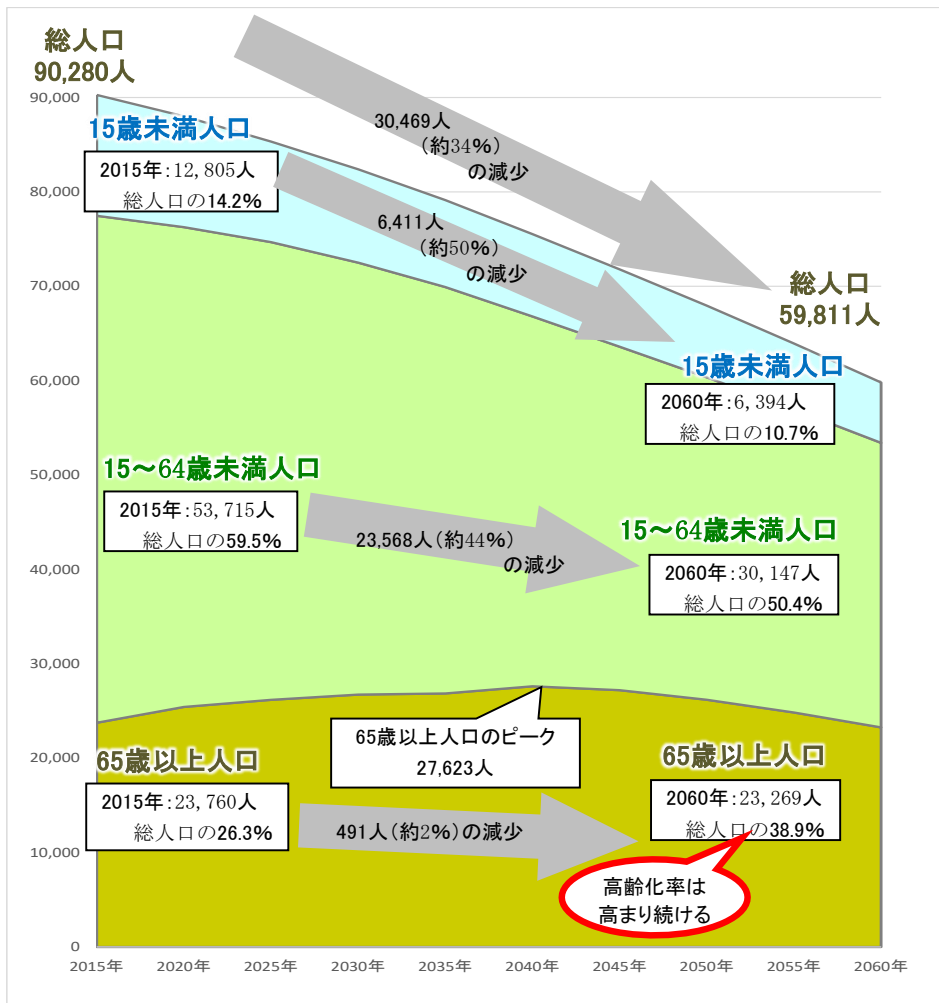 総人口
90,280人
90,000
80,000
70,000
60,000
50,000
40,000
30,000
20,000
10,000
0
30,469人
(約34%)
の減少
15歳未満人口
2015年:12,805人
総人口の14.2%
6,411人
(約50%)
の減少
総人口
59,811人
15歳未満人口
2060年:6,394人
総人口の10.7%
15～64歳未満人口
2015年:53,715人
総人口の59.5%
23,568人(約44%)
の減少
15～64歳未満人口
2060年:30,147人
総人口の50.4%
65歳以上人口のピーク
27,623人
65歳以上人口
2015年:23,760人
総人口の26.3%
491人(約2%)の減少
65歳以上人口
2060年:23,269人
総人口の38.9%
高齢化率は
高まり続ける
2015年 2020年 2025年 2030年 2035年 2040年 2045年 2050年 2055年 2060年